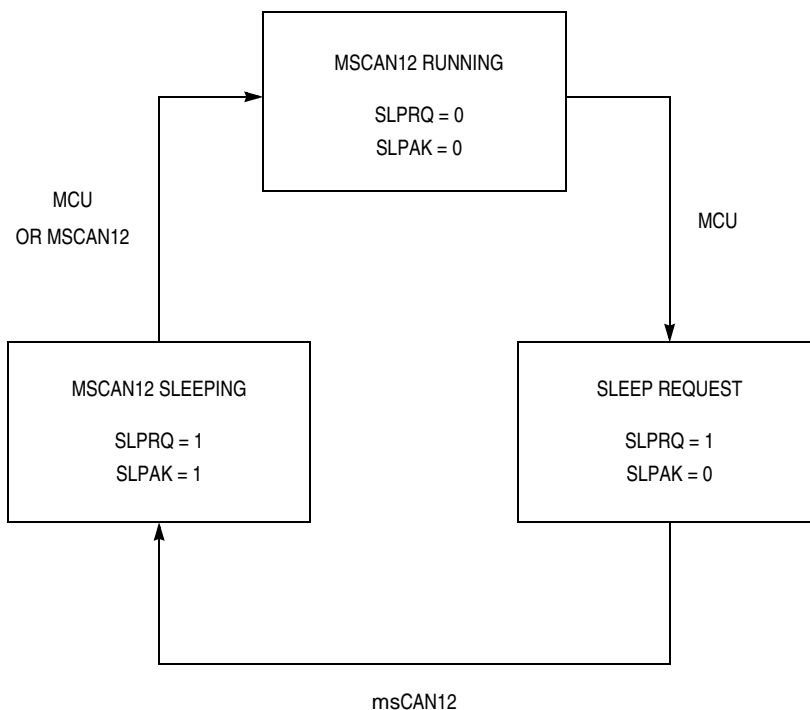 MSCAN12 RUNNING
SLPRQ = 0
SLPAK = 0
MCU
OR MSCAN12
MCU
MSCAN12 SLEEPING
SLPRQ = 1
SLPAK = 1
SLEEP REQUEST
SLPRQ = 1
SLPAK = 0
msCAN12